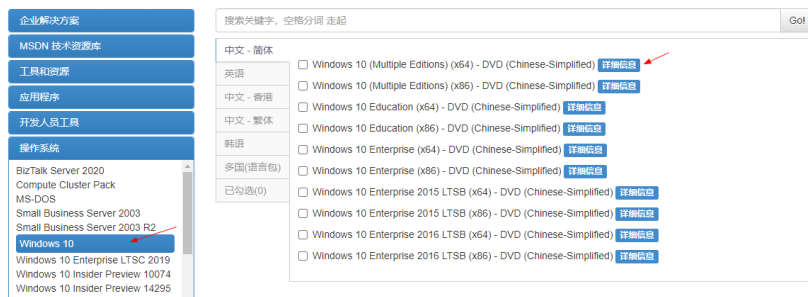 企业解决方案
MSDN 技术资源库
工具和资源
应用程序
开发人员工具
操作系统
BizTalk Server 2020
Compute Cluster Pack
MS-DOS
Small Business Server 2003
Small Business Server 2003 R2
Windows 10
Windows 10 Enterprise LTSC 2019
Windows 10 Insider Preview 10074
Windows 10 Insider Preview 14295
搜索关键字，空格分词 走起
Go!
中文 - 简体
英语
中文 - 香港
中文 - 繁体
韩语
多国(语言包)
已勾选(0)
Windows 10 (Multiple Editions) (x64) - DVD (Chinese-Simplified) 详细信息
Windows 10 (Multiple Editions) (x86) - DVD (Chinese-Simplified) 详细信息
Windows 10 Education (x64) - DVD (Chinese-Simplified) 详细信息
Windows 10 Education (x86) - DVD (Chinese-Simplified) 详细信息
Windows 10 Enterprise (x64) - DVD (Chinese-Simplified) 详细信息
Windows 10 Enterprise (x86) - DVD (Chinese-Simplified) 详细信息
Windows 10 Enterprise 2015 LTSB (x64) - DVD (Chinese-Simplified) 详细信息
Windows 10 Enterprise 2015 LTSB (x86) - DVD (Chinese-Simplified) 详细信息
Windows 10 Enterprise 2016 LTSB (x64) - DVD (Chinese-Simplified) 详细信息
Windows 10 Enterprise 2016 LTSB (x86) - DVD (Chinese-Simplified) 详细信息